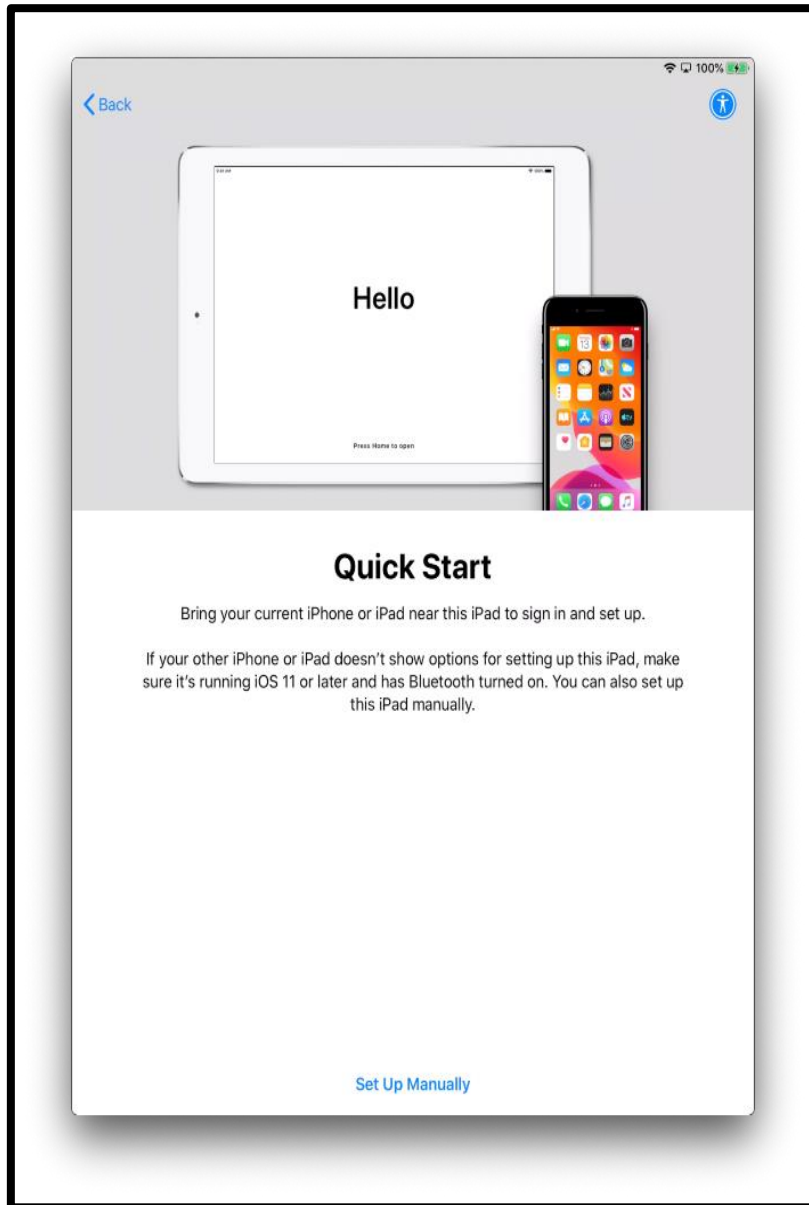 100%
Back
Hello
Press Home to open
Quick Start
Bring your current iPhone or iPad near this iPad to sign in and set up.
If your other iPhone or iPad doesn't show options for setting up this iPad, make
sure it's running iOS 11 or later and has Bluetooth turned on. You can also set up
this iPad manually.
Set Up Manually